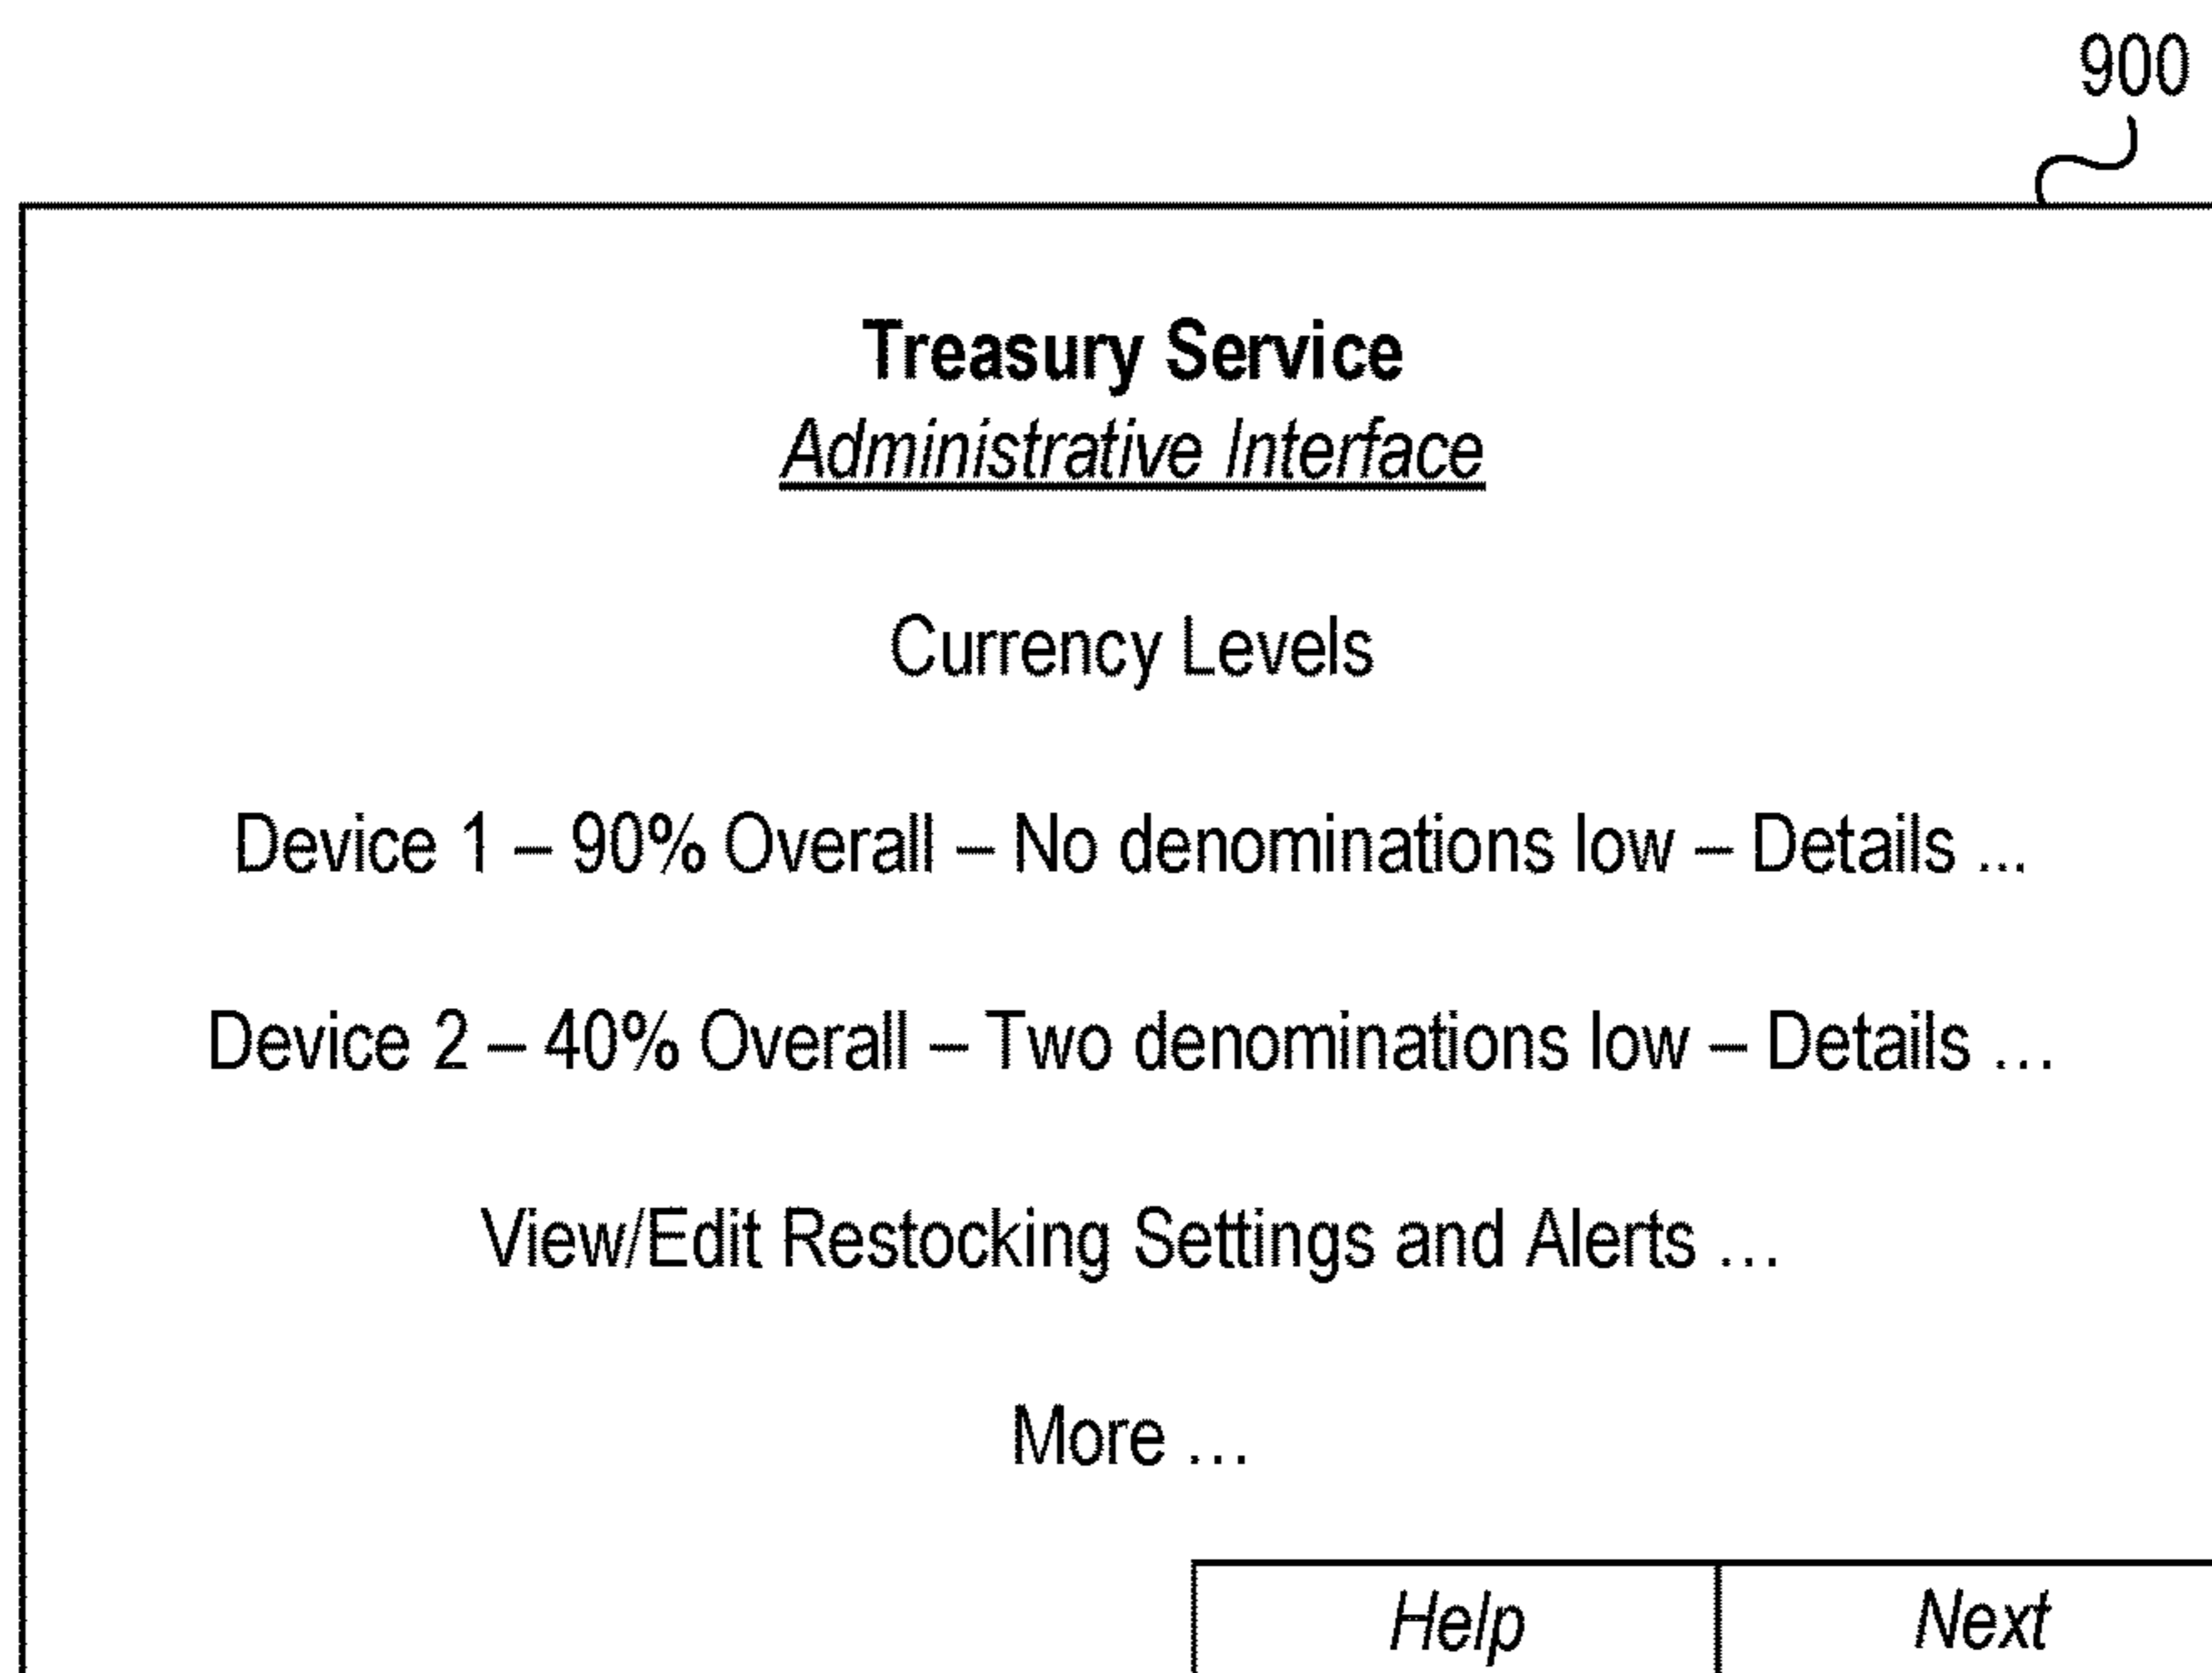 900
Treasury Service
Administrative Interface
Currency Levels
Device 1 – 90% Overall – No denominations low – Details ...
Device 2 – 40% Overall – Two denominations low – Details ...
View/Edit Restocking Settings and Alerts ...
More ...
Help Next